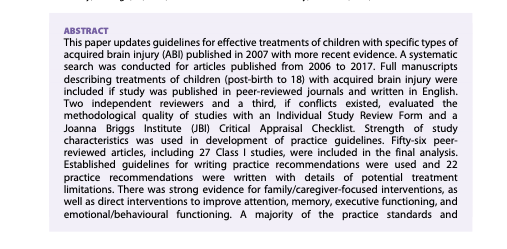 ABSTRACT
This paper updates guidelines for effective treatments of children with specific types of
acquired brain injury (ABI) published in 2007 with more recent evidence. A systematic
search was conducted for articles published from 2006 to 2017. Full manuscripts
describing treatments of children (post-birth to 18) with acquired brain injury were
included if study was published in peer-reviewed journals and written in English.
Two independent reviewers and a third, if conflicts existed, evaluated the
methodological quality of studies with an Individual Study Review Form and a
Joanna Briggs Institute (JBI) Critical Appraisal Checklist. Strength of study
characteristics was used in development of practice guidelines. Fifty-six peer-
reviewed articles, including 27 Class I studies, were included in the final analysis.
Established guidelines for writing practice recommendations were used and 22
practice recommendations were written with details of potential treatment
limitations. There was strong evidence for family/caregiver-focused interventions, as
well as direct interventions to improve attention, memory, executive functioning, and
emotional/behavioural functioning. A majority of the practice standards and